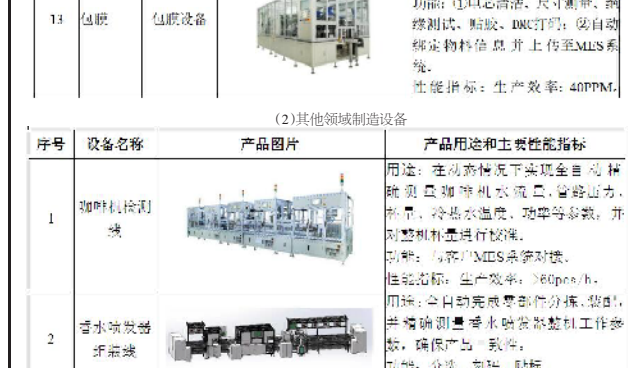 功能：①电芯清洁、尺寸测量、绝
13 包膜 包膜设备
缘测试、贴胶、DMC打码；②自动
绑定物料信息并上传至MES系
统。
性能指标：生产效率：40PPM。
(2)其他领域制造设备
序号 设备名称 产品图片 产品用途和主要性能指标
用途：在动态情况下实现全自动精
确测量咖啡机水流量、管路压力、
杯量、冷热水温度、功率等参数，并
对整机杯量进行校准。
1 咖啡机检测
线
功能：与客户MES系统对接。
性能指标：生产效率：>60pcs/h。
用途：全自动完成零部件分拣、装配，
并精确测量香水喷发器整机工作参
数，确保产品一致性。
2 香水喷发器
组装线
功能：分选、刻码、贴标